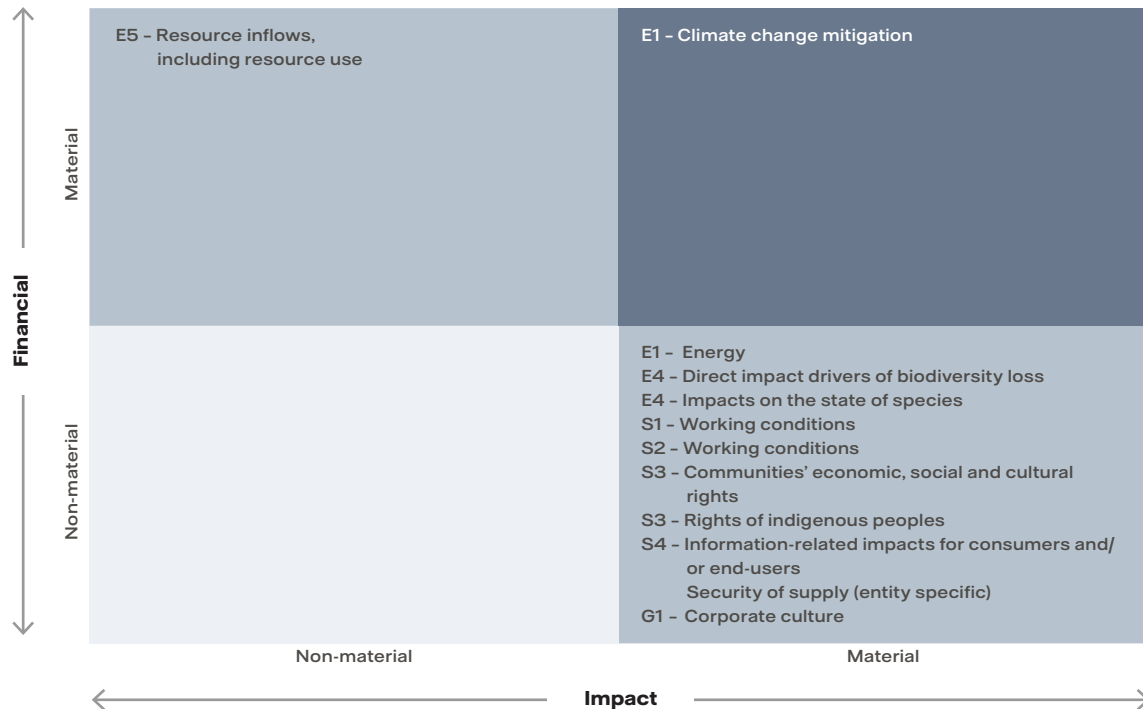 E5 – Resource inflows,
including resource use
E1 – Climate change mitigation
Material
Financial
Non-material
E1 – Energy
E4 – Direct impact drivers of biodiversity loss
E4 – Impacts on the state of species
S1 – Working conditions
S2 – Working conditions
S3 – Communities’ economic, social and cultural
rights
S3 – Rights of indigenous peoples
S4 – Information-related impacts for consumers and/
or end-users
Security of supply (entity specific)
G1 – Corporate culture
Non-material
Material
Impact